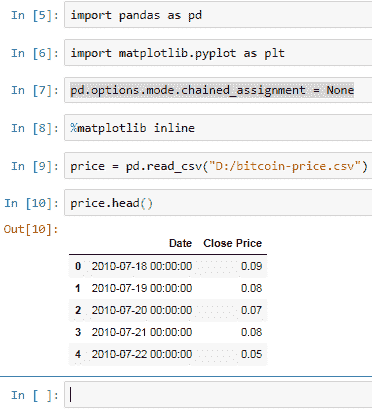 In [5]: import pandas as pd
In [6]: import matplotlib.pyplot as plt
In [7]: pd.options.mode.chained_assignment = None
In [8]: %matplotlib inline
In [9]: price = pd.read_csv("D:/bitcoin-price.csv")
In [10]: price.head()
Out[10]:
Date Close Price
0 2010-07-18 00:00:00 0.09
1 2010-07-19 00:00:00 0.08
2 2010-07-20 00:00:00 0.07
3 2010-07-21 00:00:00 0.08
4 2010-07-22 00:00:00 0.05
In [ ]: